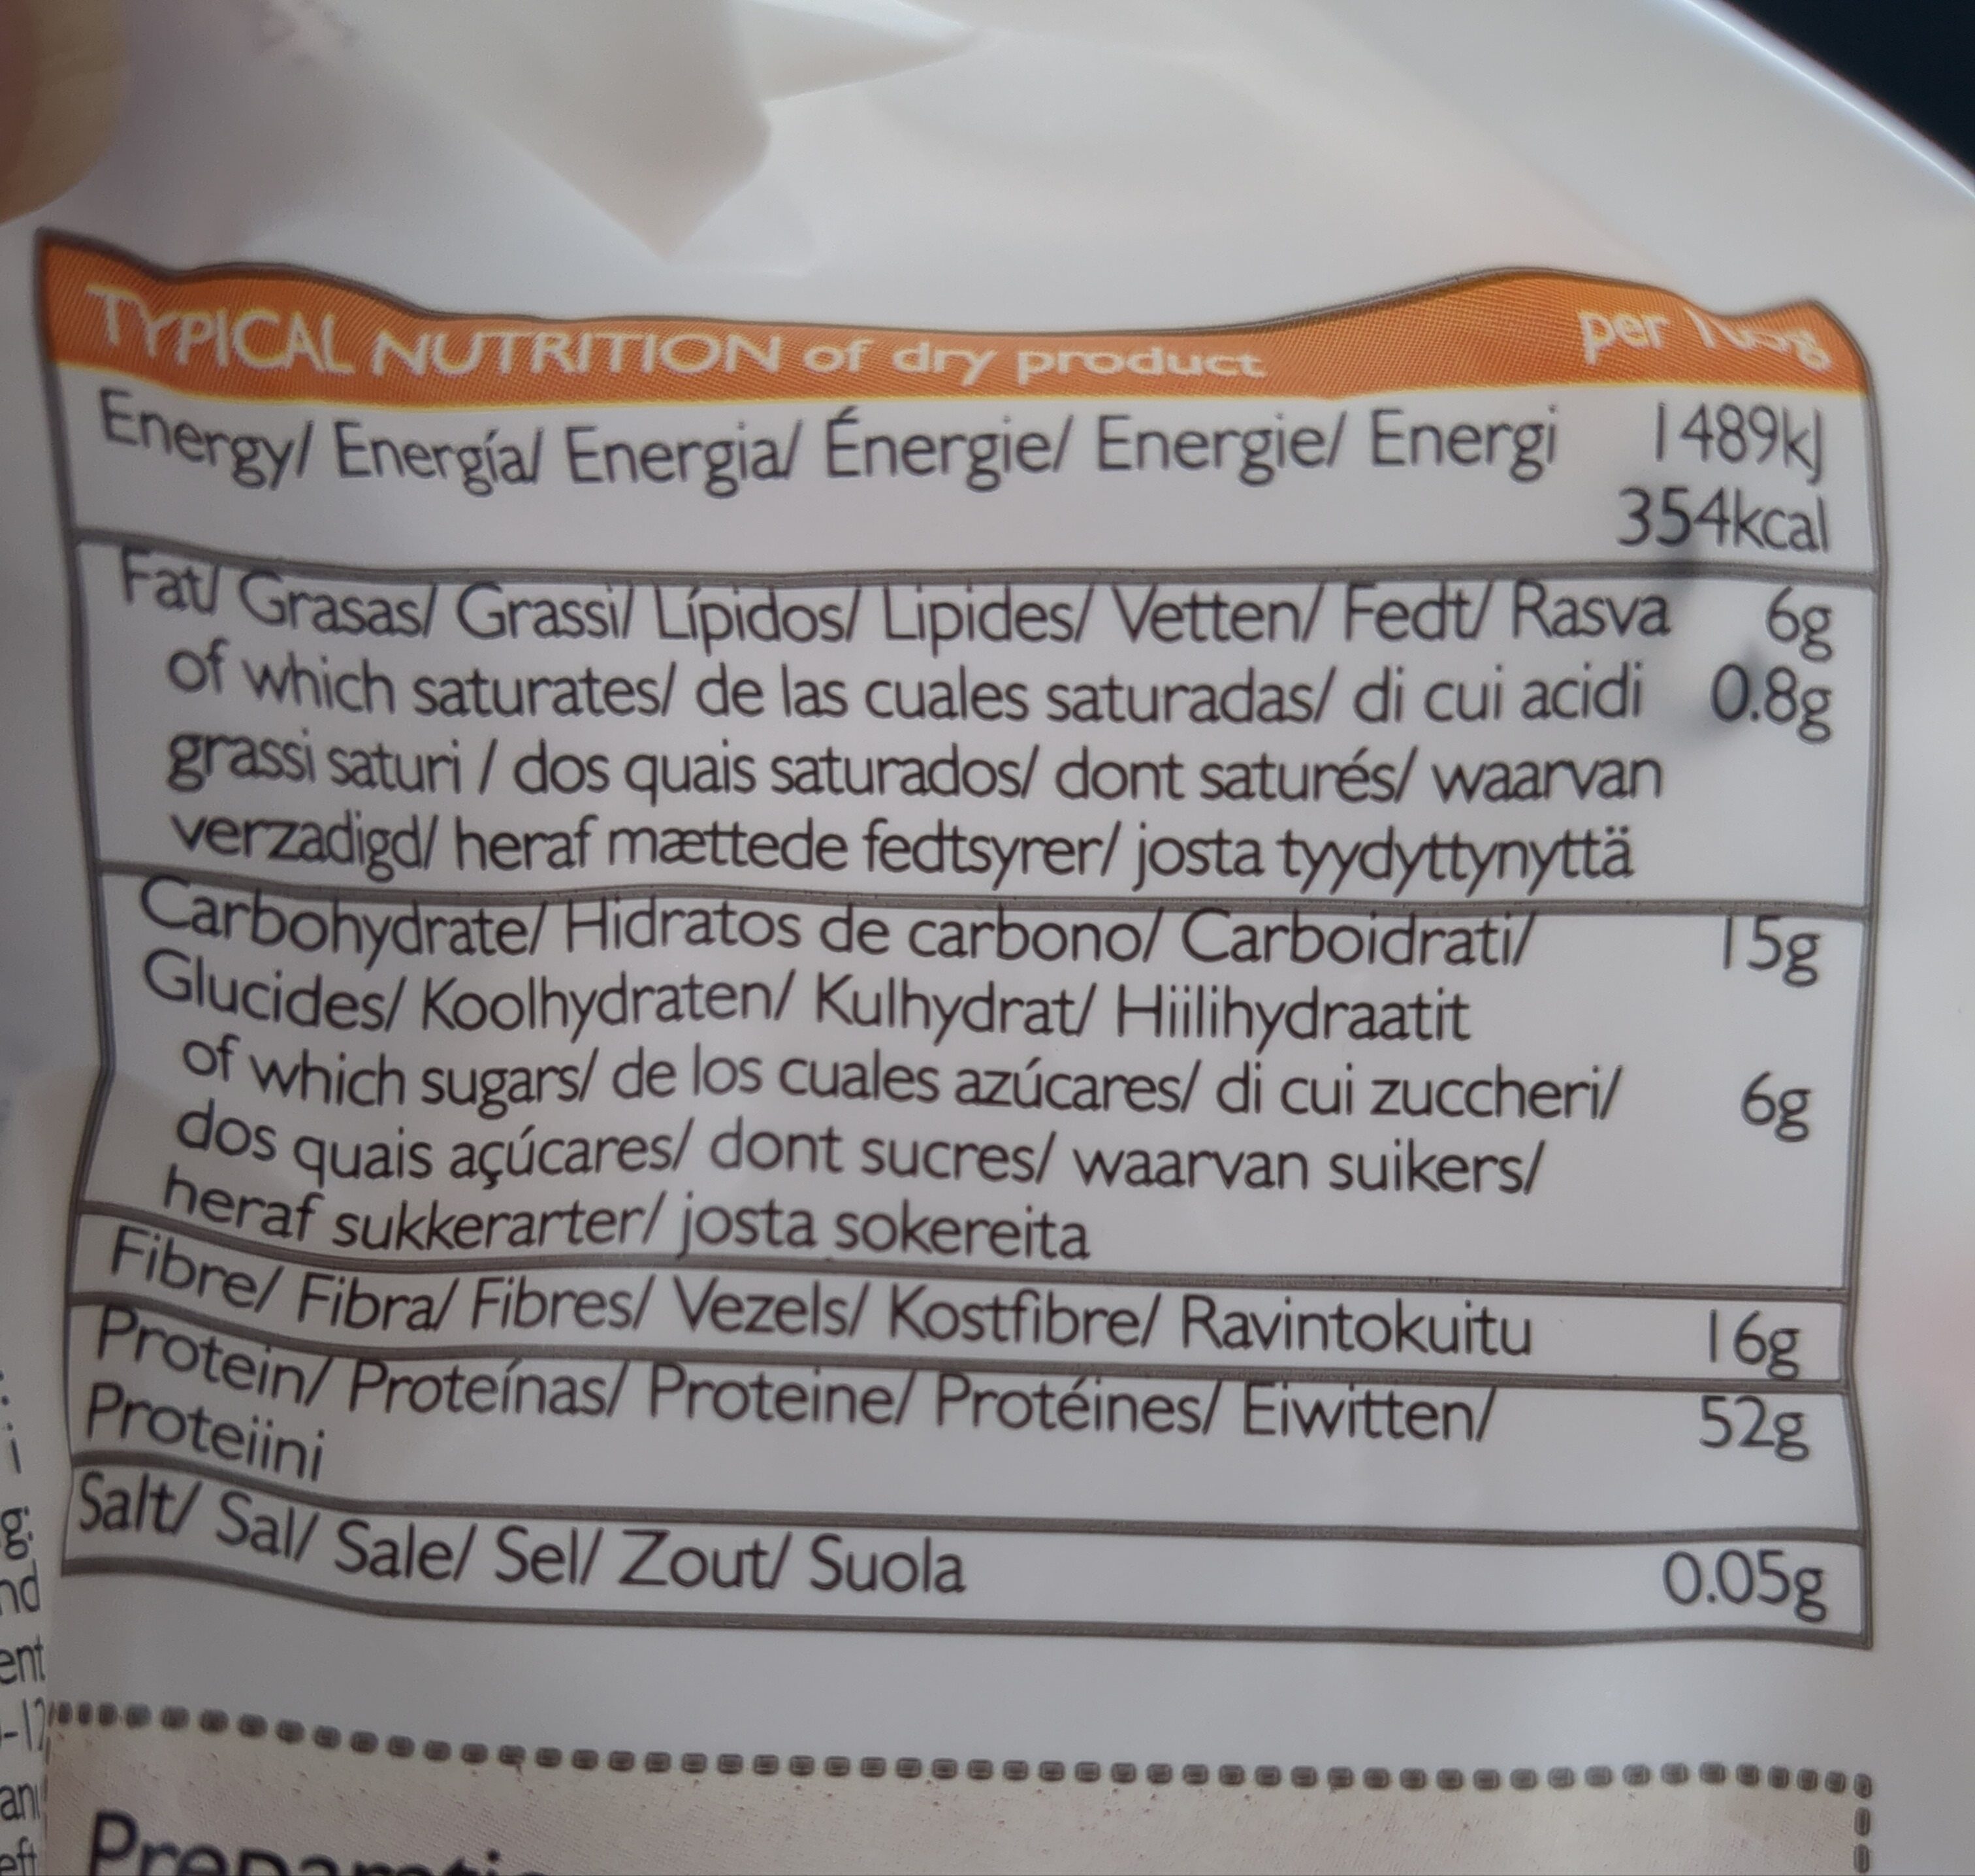 TYPICAL NUTRITION of dry product per 100g
Energy/ Energía/ Energia/ Énergie/ Energie/ Energi 1489kJ
354kcal
Fat/ Grasas/ Grassi/ Lípidos/ Lipides/ Vetten/ Fedt/ Rasva 6g
of which saturates/ de las cuales saturadas/ di cui acidi 0.8g
grassi saturi / dos quais saturados/ dont saturés/ waarvan
verzadigd/ heraf mættede fedtsyrer/ josta tyydyttynyttä
Carbohydrate/ Hidratos de carbono/ Carboidrati/ 15g
Glucides/ Koolhydraten/ Kulhydrat/ Hiilihydraatit
of which sugars/ de los cuales azúcares/ di cui zuccheri/ 6g
dos quais açúcares/ dont sucres/ waarvan suikers/
heraf sukkerarter/ josta sokereita
Fibre/ Fibra/ Fibres/ Vezels/ Kostfibre/ Ravintokuitu 16g
Protein/ Proteínas/ Proteine/ Protéines/ Eiwitten/ 52g
Proteiini
Salt/ Sal/ Sale/ Sel/ Zout/ Suola 0.05g